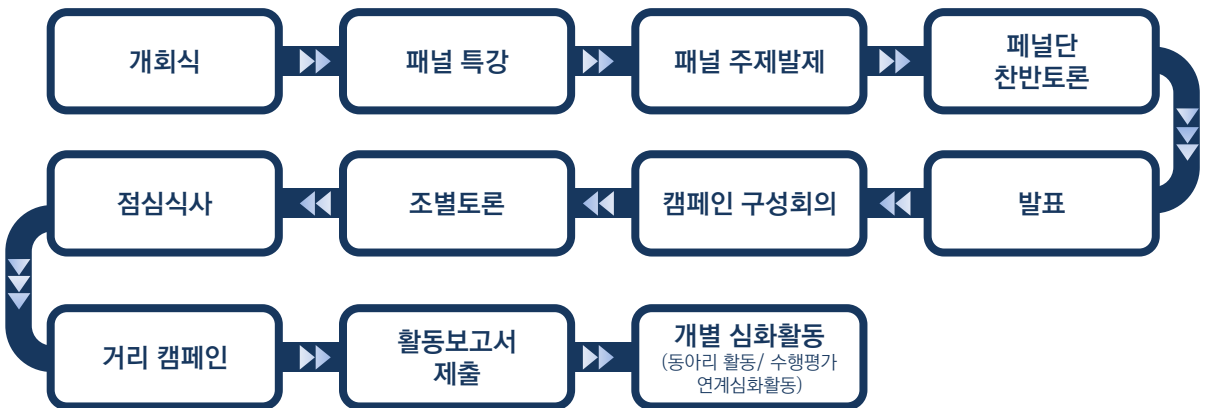 개회식
패널 특강
패널 주제발제
페널단
찬반토론
발표
캠페인 구성회의
조별토론
점심식사
거리 캠페인
활동보고서
제출
개별 심화활동
(동아리 활동/ 수행평가
연계심화활동)